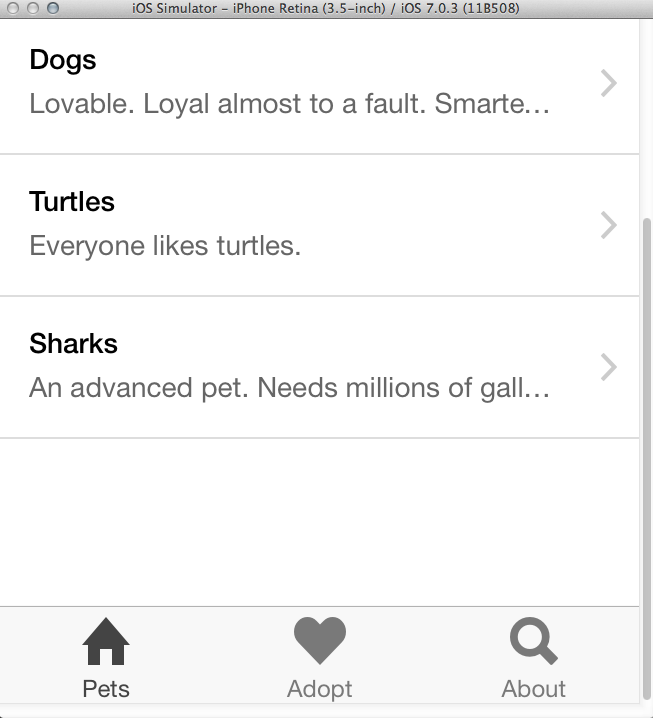 iOS Simulator – iPhone Retina (3.5-inch) / iOS 7.0.3 (11B508)
Dogs
Lovable. Loyal almost to a fault. Smarte…
Turtles
Everyone likes turtles.
Sharks
An advanced pet. Needs millions of gall…
Pets
Adopt
About